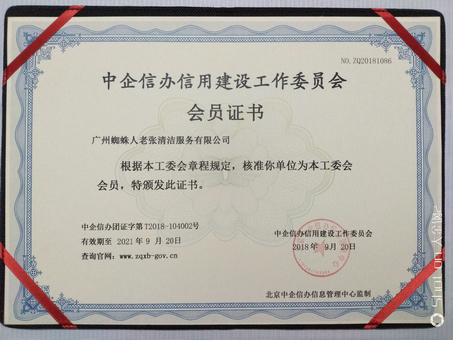 NO.ZQ20181086
中企信办信用建设工作委员会
会员证书
广州蜘蛛人老张清洁服务有限公司
根据本工委会章程规定，核准你单位为本工委会
会员，特颁发此证书。
中企信办团证字第T2018-104002号
有效期至 2021年 9 月 20日
查询官网：www.zqxb-gov.cn
中企信办信用建设工作委员会
2018年 9月 20日
北京中企信办信息管理中心监制